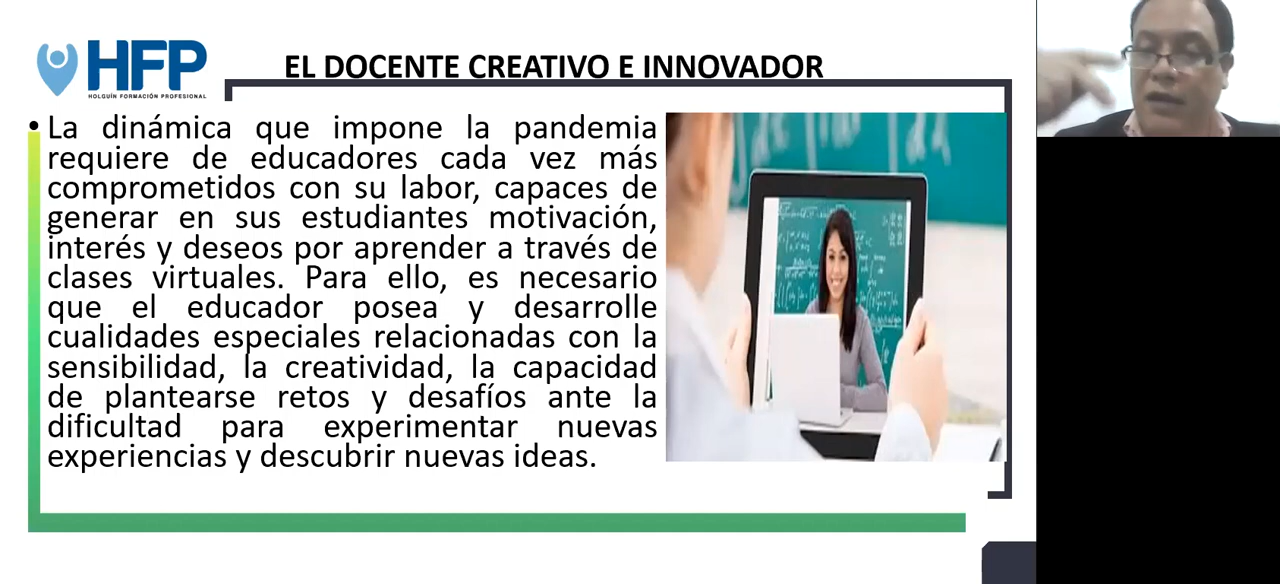 HFP
HOLGUÍN FORMACIÓN PROFESIONAL
EL DOCENTE CREATIVO E INNOVADOR
• La dinámica que impone la pandemia
requiere de educadores cada vez más
comprometidos con su labor, capaces de
generar en sus estudiantes motivación,
interés y deseos por aprender a través de
clases virtuales. Para ello, es necesario
que el educador posea y desarrolle
cualidades especiales relacionadas con la
sensibilidad, la creatividad, la capacidad
de plantearse retos y desafíos ante la
dificultad para experimentar nuevas
experiencias y descubrir nuevas ideas.